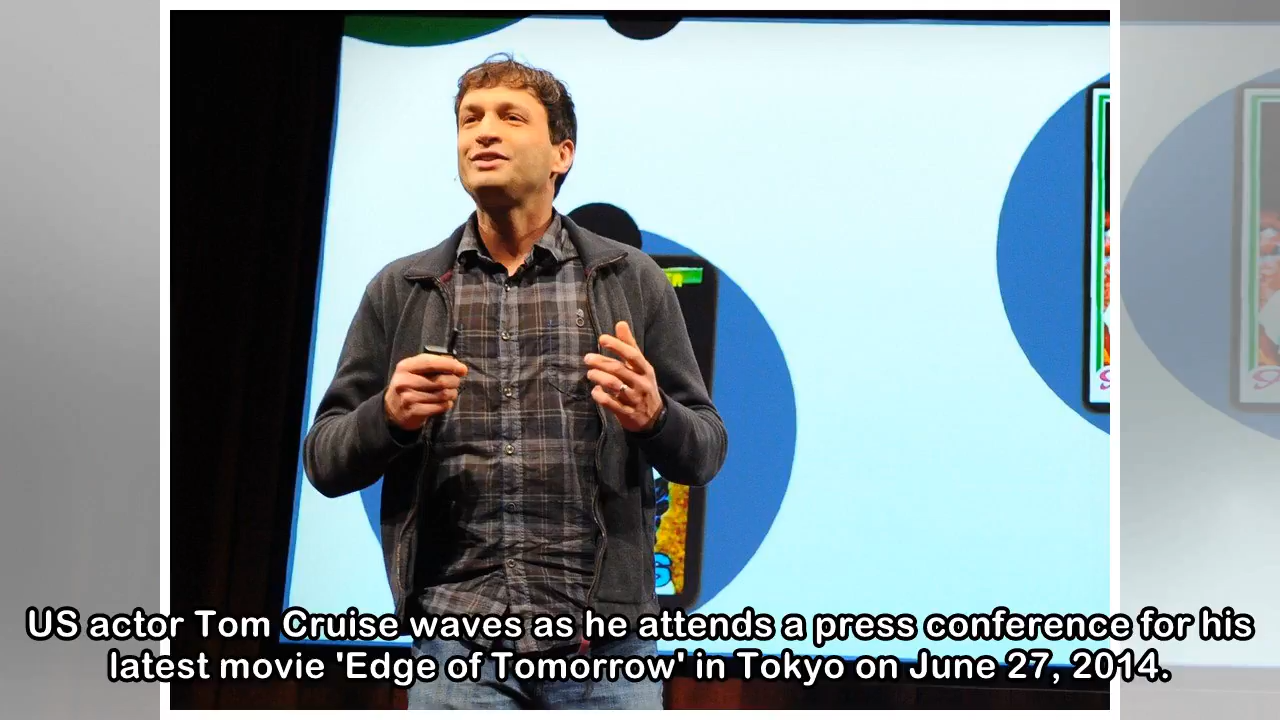 US actor Tom Cruise waves as he attends a press conference for his
latest movie 'Edge of Tomorrow' in Tokyo on June 27, 2014.